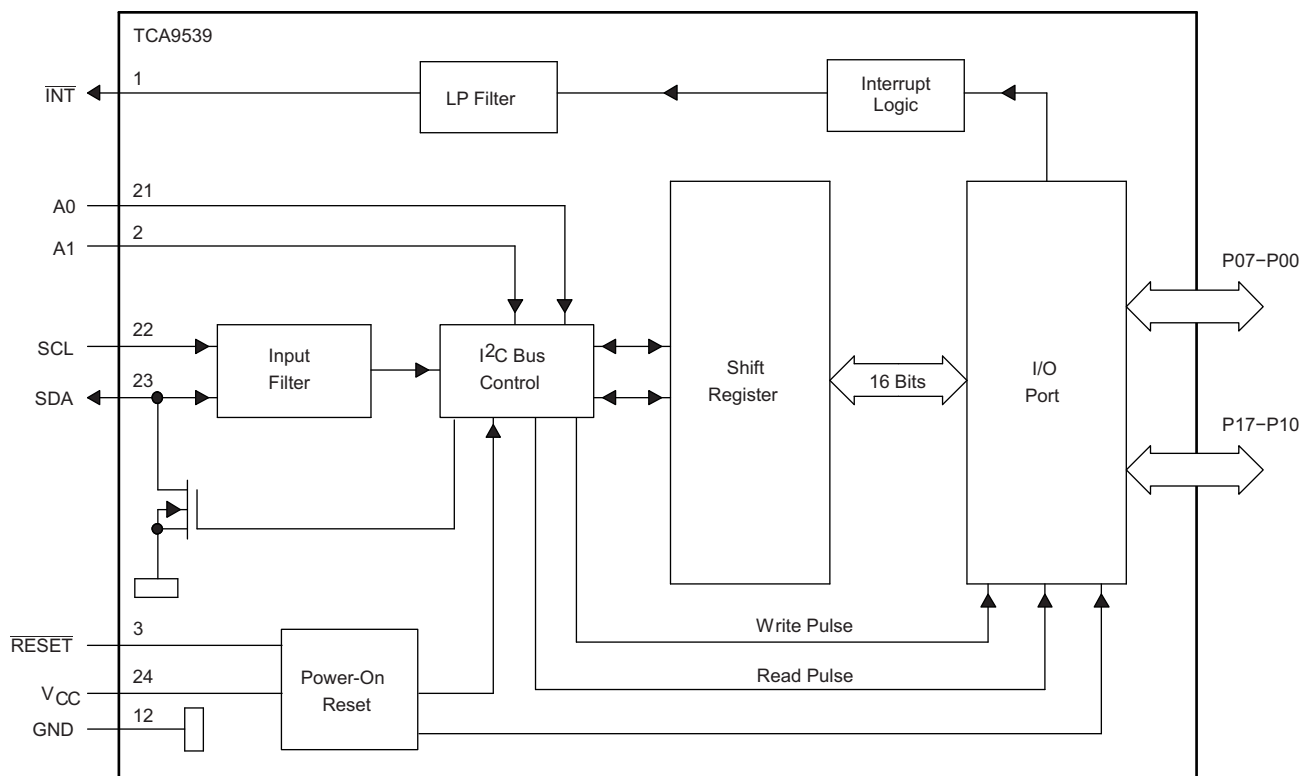 TCA9539
1
INT
LP Filter
Interrupt
Logic
21
A0
2
A1
P07−P00
22
SCL
Input
Filter
I2C Bus
Control
Shift
Register
16 Bits
I/O
Port
23
SDA
P17−P10
3
RESET
Write Pulse
24
VCC
Power-On
Reset
Read Pulse
12
GND